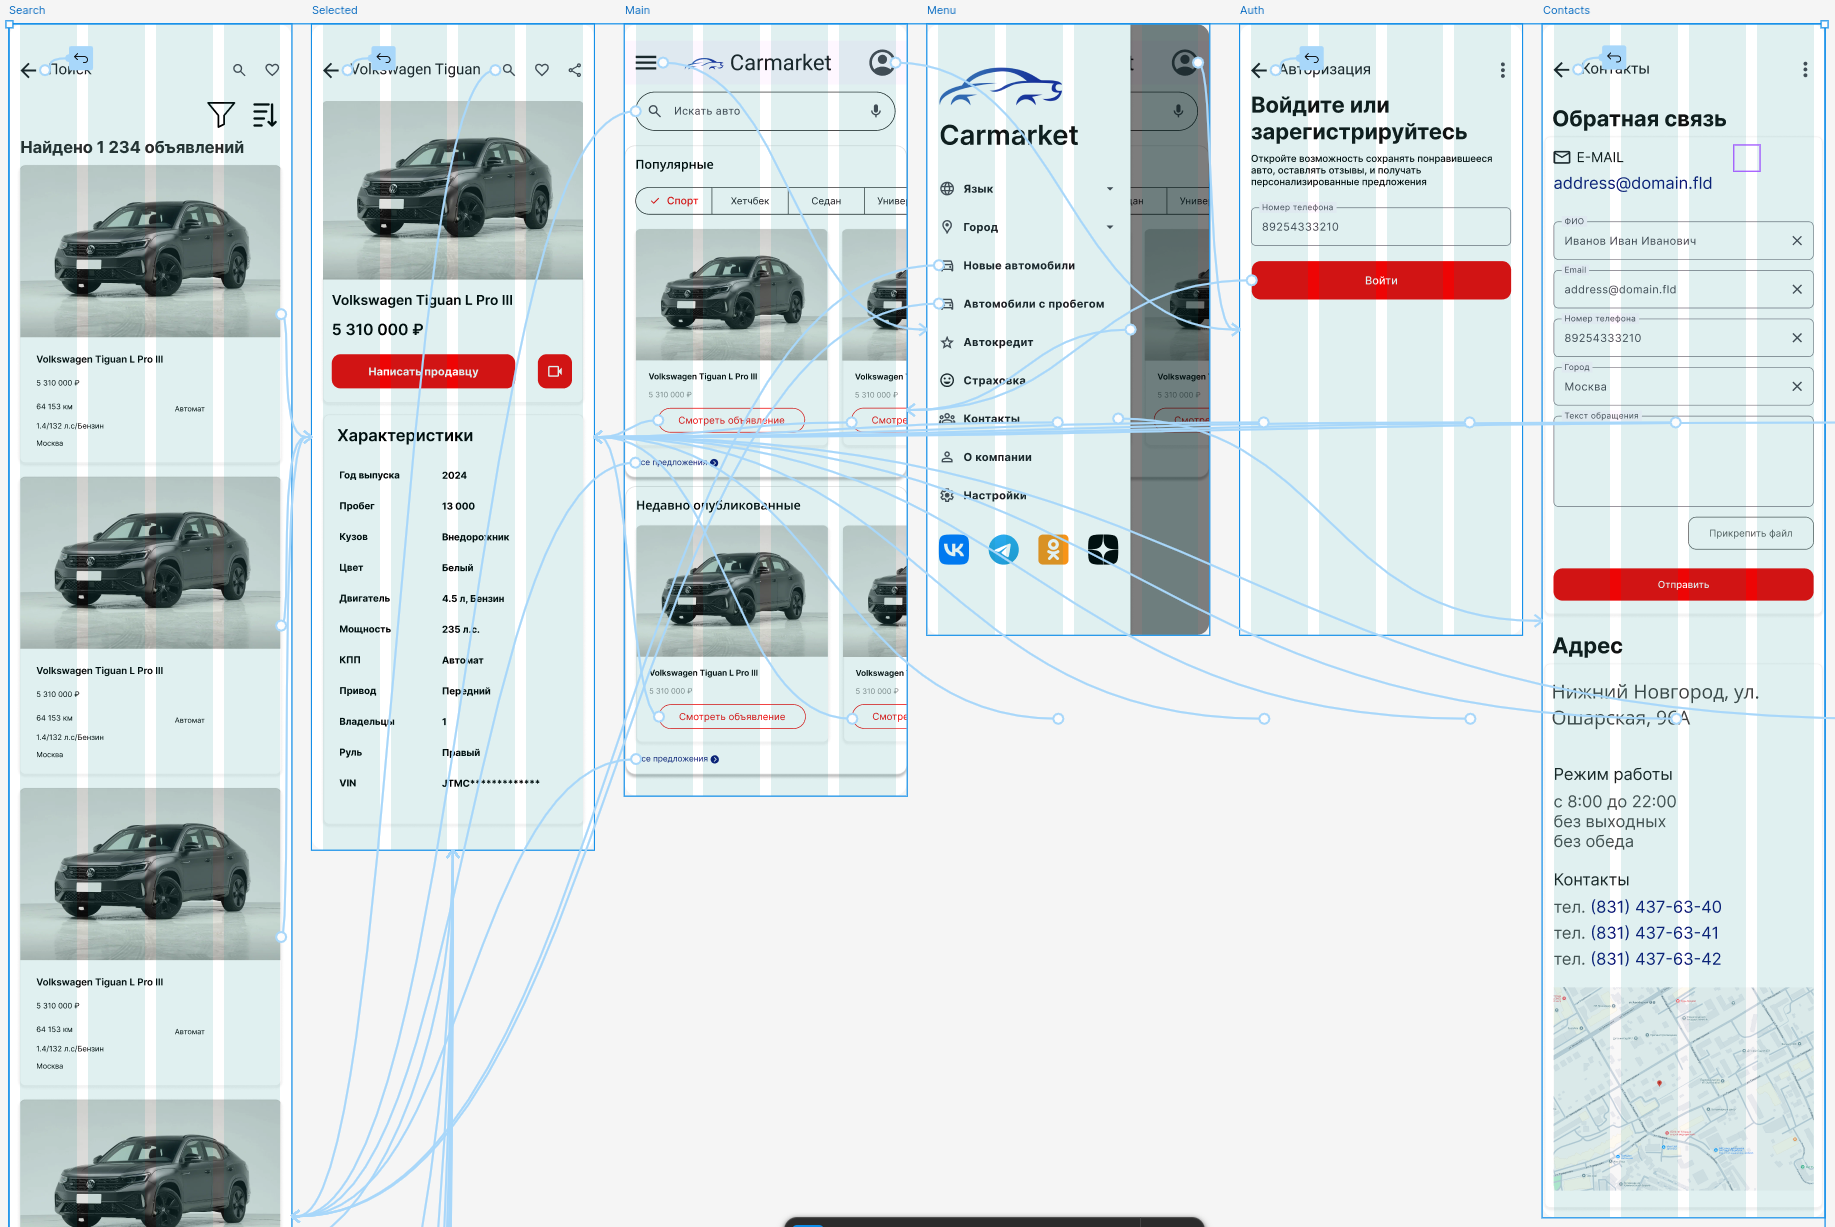 Search
Поиск
Найдено 1 234 объявлений
Volkswagen Tiguan L Pro III
5 310 000 ₽
64 153 км
Автомат
1.4/132 л.с/Бензин
Москва
Volkswagen Tiguan L Pro III
5 310 000 ₽
64 153 км
Автомат
1.4/132 л.с/Бензин
Москва
Volkswagen Tiguan L Pro III
5 310 000 ₽
64 153 км
Автомат
1.4/132 л.с/Бензин
Москва
Selected
Volkswagen Tiguan
Volkswagen Tiguan L Pro III
5 310 000 ₽
Написать продавцу
Характеристики
Год выпуска 2024
Пробег 13 000
Кузов Внедорожник
Цвет Белый
Двигатель 4.5 л, Бензин
Мощность 235 л.с.
КПП Автомат
Привод Передний
Владельцы 1
Руль Правый
VIN JTMC*************
Main
Carmarket
Искать авто
Популярные
Спорт Хетчбек Седан Универ
Volkswagen Tiguan L Pro III
5 310 000 ₽
Смотреть объявление
Volkswagen T
5 310 000 ₽
Смотре
се предложения
Недавно опубликованные
Volkswagen Tiguan L Pro III
5 310 000 ₽
Смотреть объявление
Volkswagen
5 310 000 ₽
Смотре
се предложения
Menu
Carmarket
Язык
Город
Новые автомобили
Автомобили с пробегом
Автокредит
Страховка
Контакты
О компании
Настройки
t
дан Униве
Volkswagen T
5 310 000 ₽
Смотре
Auth
Авторизация
Войдите или
зарегистрируйтесь
Откройте возможность сохранять понравившееся
авто, оставлять отзывы, и получать
персонализированные предложения
Номер телефона
89254333210
Войти
Contacts
Контакты
Обратная связь
E-MAIL
address@domain.fld
ФИО
Иванов Иван Иванович
Email
address@domain.fld
Номер телефона
89254333210
Город
Москва
Текст обращения
Прикрепить файл
Отправить
Адрес
Нижний Новгород, ул.
Ошарская, 96А
Режим работы
с 8:00 до 22:00
без выходных
без обеда
Контакты
тел. (831) 437-63-40
тел. (831) 437-63-41
тел. (831) 437-63-42